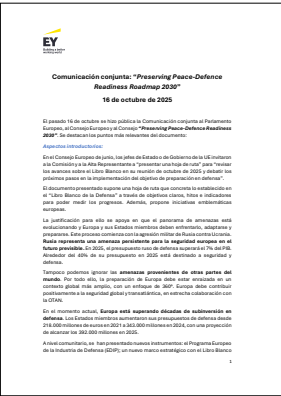 EY
Building a better
working world
Comunicación conjunta: “Preserving Peace-Defence
Readiness Roadmap 2030”
16 de octubre de 2025
El pasado 16 de octubre se hizo pública la Comunicación conjunta al Parlamento
Europeo, al Consejo Europeo y al Consejo “Preserving Peace-Defence Readiness Roadmap
2030”. Se destacan los puntos más relevantes del documento:
Aspectos introductorios:
En el Consejo Europeo de junio, los jefes de Estado o de Gobierno de la UE invitaron
a la Comisión y a la Alta Representante a “presentar una hoja de ruta” para “revisar
los avances sobre el Libro Blanco en su reunión de octubre de 2025 y debatir los
próximos pasos en la implementación del objetivo de preparación en defensa”.
El documento presentado supone una hoja de ruta que concreta lo establecido en
el “Libro Blanco de la Defensa” a través de objetivos claros, hitos e indicadores
para poder medir los progresos. Además, propone iniciativas emblemáticas
europeas.
La justificación para ello se apoya en que el panorama de amenazas está
evolucionando y Europa y sus Estados miembros deben enfrentarlo, adaptarse y
prepararse. Este proceso comienza con la agresión militar de Rusia contra Ucrania.
Rusia representa una amenaza persistente para la seguridad europea en el
futuro previsible. En 2025, el presupuesto ruso de defensa superará el 7% del PIB.
Alrededor del 40% de su presupuesto en 2025 está destinado a seguridad y
defensa.
Tampoco podemos ignorar las amenazas provenientes de otras partes del
mundo. Por todo ello, la preparación de Europa debe estar enraizada en un
contexto global más amplio, con un enfoque de 360º. Europa debe contribuir
positivamente a la seguridad global y transatlántica, en estrecha colaboración con
la OTAN.
En el momento actual, Europa está superando décadas de subinversión en
defensa. Los Estados miembros aumentaron sus presupuestos de defensa desde
218.000 millones de euros en 2021 a 343.000 millones en 2024, con una proyección
de alcanzar los 392.000 millones en 2025.
A nivel comunitario, se han presentado nuevos instrumentos: el Programa Europeo
de la Industria de Defensa (EDIP); un nuevo marco estratégico con el Libro Blanco
1